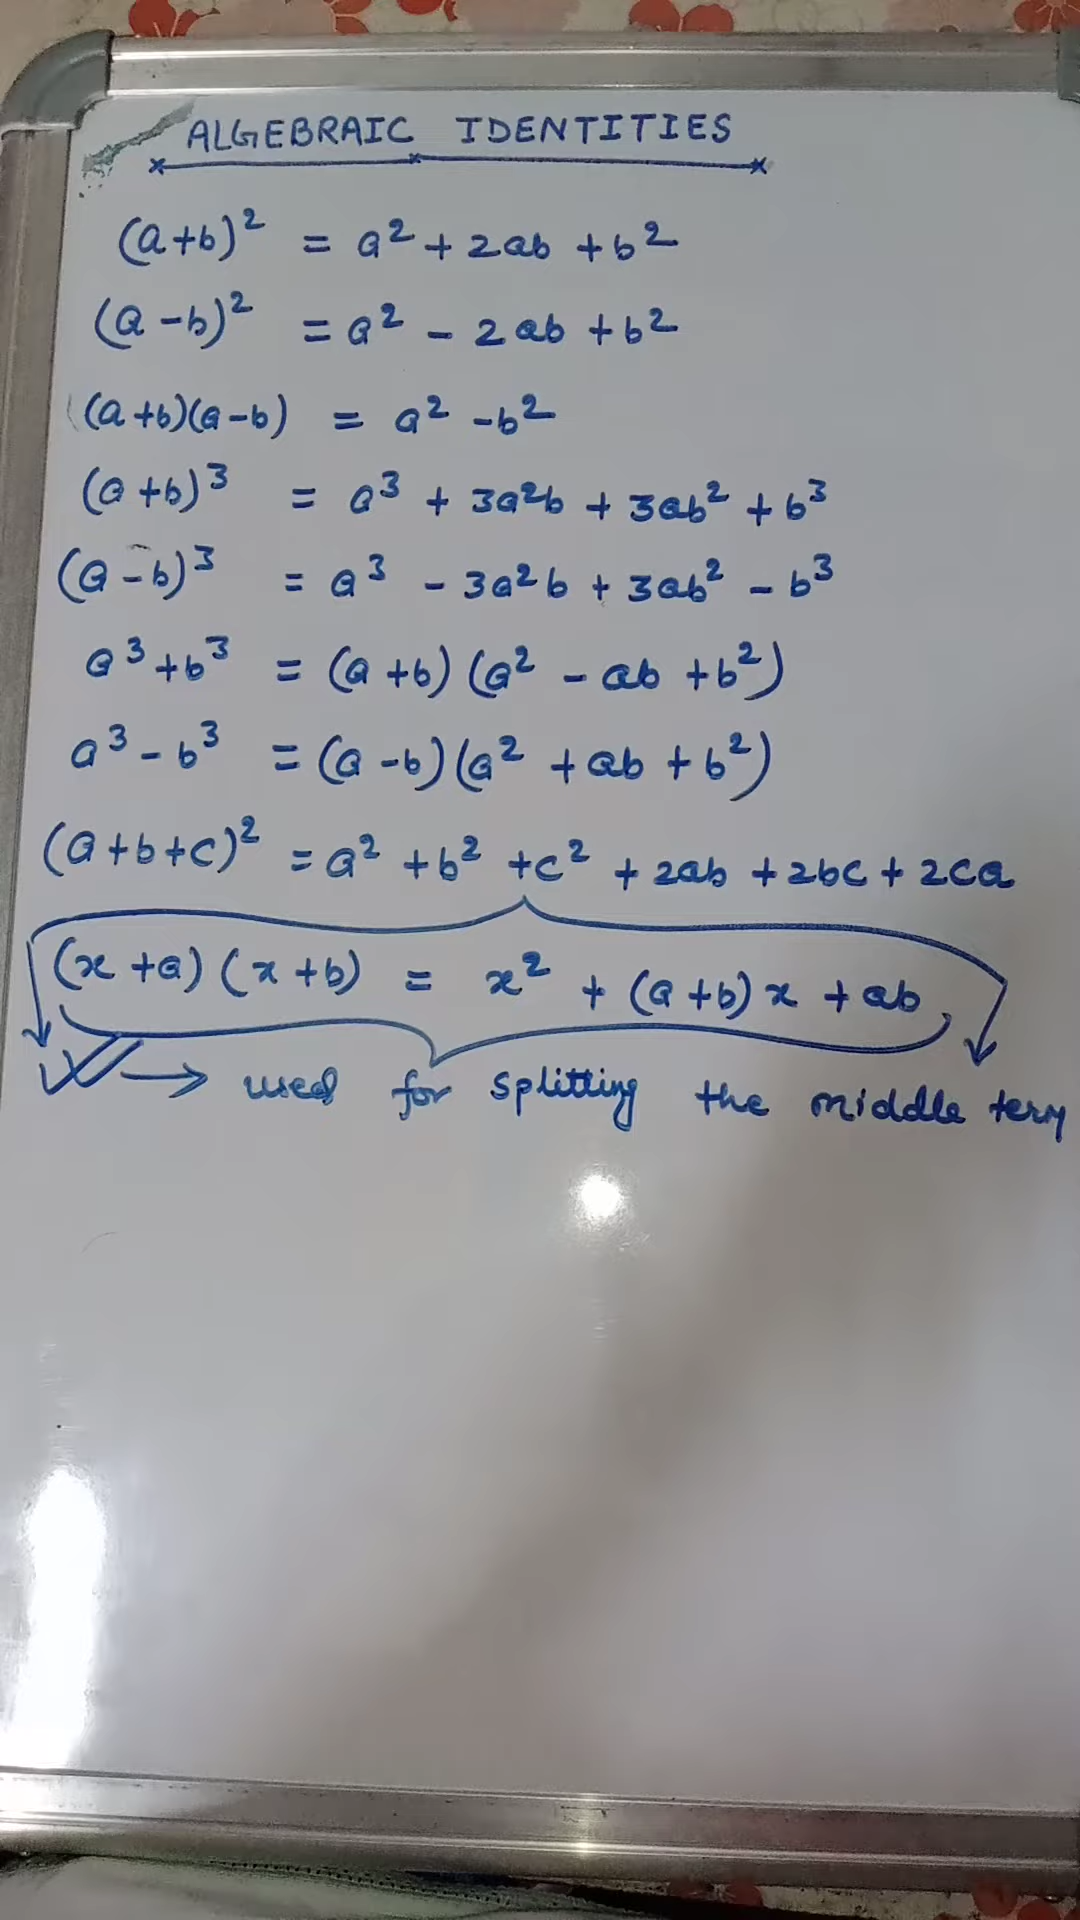 ALGEBRAIC IDENTITIES
(a+b)² = a² + 2ab + b²
(a-b)² = a² - 2ab + b²
(a+b)(a-b) = a² - b²
(a+b)³ = a³ + 3a²b + 3ab² + b³
(a-b)³ = a³ - 3a²b + 3ab² - b³
a³+b³ = (a+b)(a² - ab + b²)
a³-b³ = (a-b)(a² + ab + b²)
(a+b+c)² = a² + b² + c² + 2ab + 2bc + 2ca
(x+a)(x+b) = x² + (a+b)x + ab
→ used for splitting the middle term